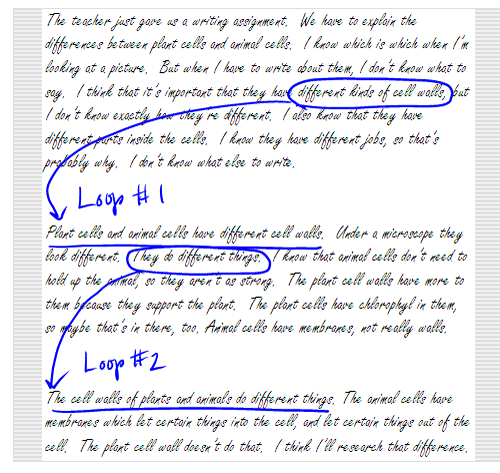 The teacher just gave us a writing assignment. We have to explain the
differences between plant cells and animal cells. I know which is which when I'm
looking at a picture. But when I have to write about them, I don't know what to
say. I think that it's important that they have different kinds of cell walls, but
I don't know exactly how they re different. I also know that they have
different parts inside the cells. I know they have different jobs, so that's
probably why. I don't know what else to write.
Loop #1
Plant cells and animal cells have different cell walls. Under a microscope they
look different. They do different things. I know that animal cells don't need to
hold up the animal, so they aren't as strong. The plant cell walls have more to
them because they support the plant. The plant cells have chlorophyl in them,
so maybe that's in there, too. Animal cells have membranes, not really walls.
Loop #2
The cell walls of plants and animals do different things. The animal cells have
membranes which let certain things into the cell, and let certain things out of the
cell. The plant cell wall doesn't do that. I think I'll research that difference.